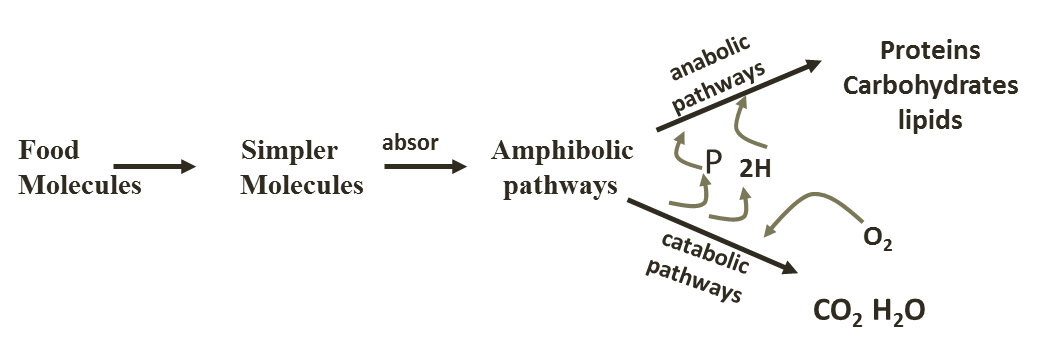 Food
Molecules
Simpler
Molecules
absor
Amphibolic
pathways
anabolic
pathways
Proteins
Carbohydrates
lipids
P
2H
catabolic
pathways
O₂
CO₂ H₂O